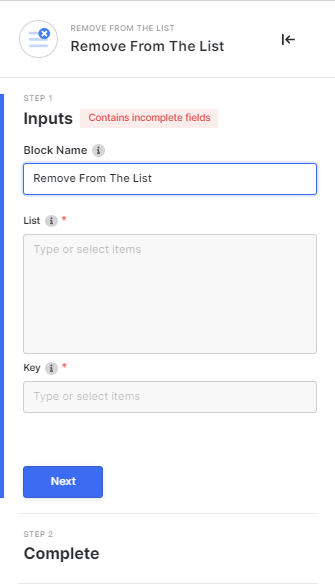 REMOVE FROM THE LIST
Remove From The List
STEP 1
Inputs Contains incomplete fields
Block Name i
Remove From The List
List i *
Type or select items
Key i *
Type or select items
Next
STEP 2
Complete